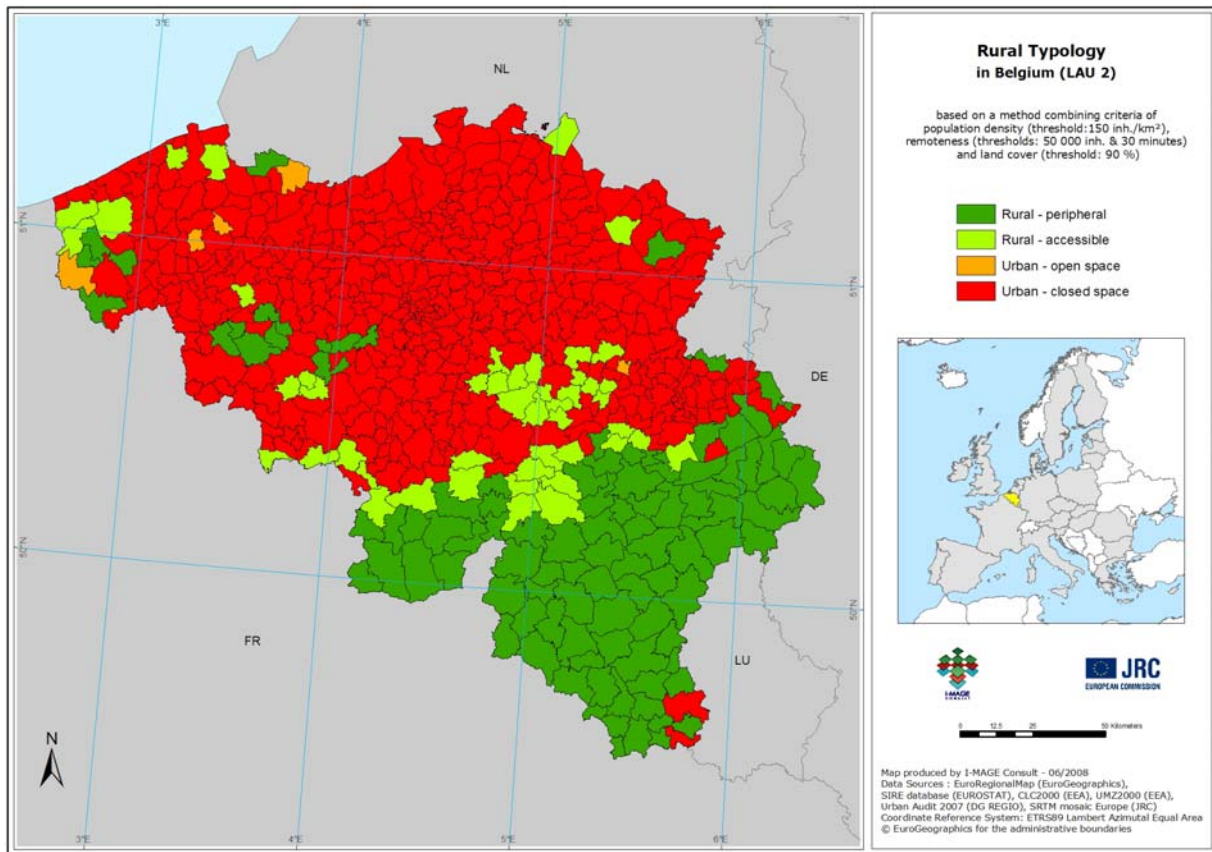 3°E
4°E
5°E
6°E
NL
51°N
51°N
DE
50°N
50°N
FR
LU
N
3°E
4°E
5°E
6°E
Rural Typology
in Belgium (LAU 2)
based on a method combining criteria of
population density (threshold:150 inh./km²),
remoteness (thresholds: 50 000 inh. & 30 minutes)
and land cover (threshold: 90 %)
Rural - peripheral
Rural - accessible
Urban - open space
Urban - closed space
I-MAGE
CONSULT
JRC
EUROPEAN COMMISSION
0 12.5 25 50 Kilometers
Map produced by I-MAGE Consult - 06/2008
Data Sources : EuroRegionalMap (EuroGeographics),
SIRE database (EUROSTAT), CLC2000 (EEA), UMZ2000 (EEA),
Urban Audit 2007 (DG REGIO), SRTM mosaic Europe (JRC)
Coordinate Reference System: ETRS89 Lambert Azimutal Equal Area
© EuroGeographics for the administrative boundaries